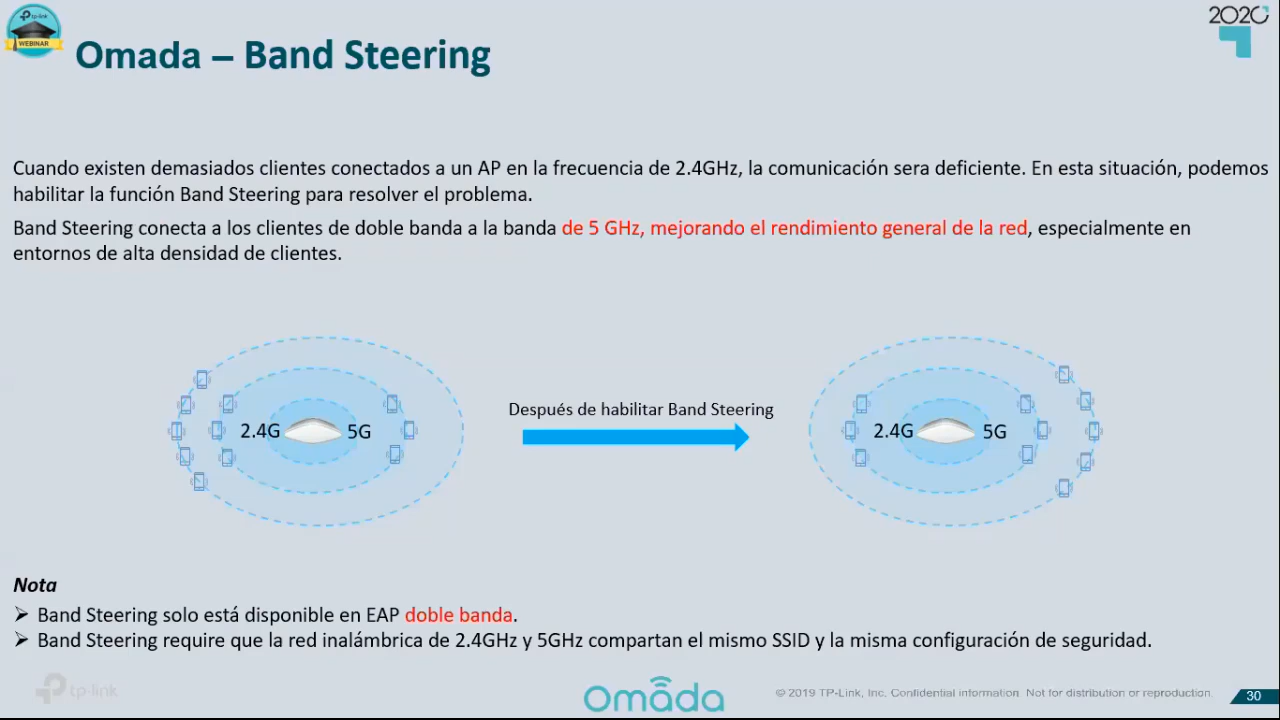 tp-link
WEBINAR
2020
Omada – Band Steering
Cuando existen demasiados clientes conectados a un AP en la frecuencia de 2.4GHz, la comunicación sera deficiente. En esta situación, podemos
habilitar la función Band Steering para resolver el problema.
Band Steering conecta a los clientes de doble banda a la banda de 5 GHz, mejorando el rendimiento general de la red, especialmente en
entornos de alta densidad de clientes.
Después de habilitar Band Steering
2.4G 5G
2.4G 5G
Nota
➢ Band Steering solo está disponible en EAP doble banda.
➢ Band Steering require que la red inalámbrica de 2.4GHz y 5GHz compartan el mismo SSID y la misma configuración de seguridad.
tp-link
omada
© 2019 TP-Link, Inc. Confidential information. Not for distribution or reproduction.
30